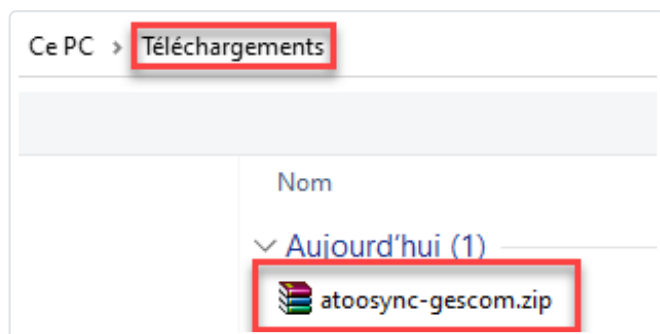 Ce PC > Téléchargements
Nom
Aujourd'hui (1)
atoosync-gescom.zip